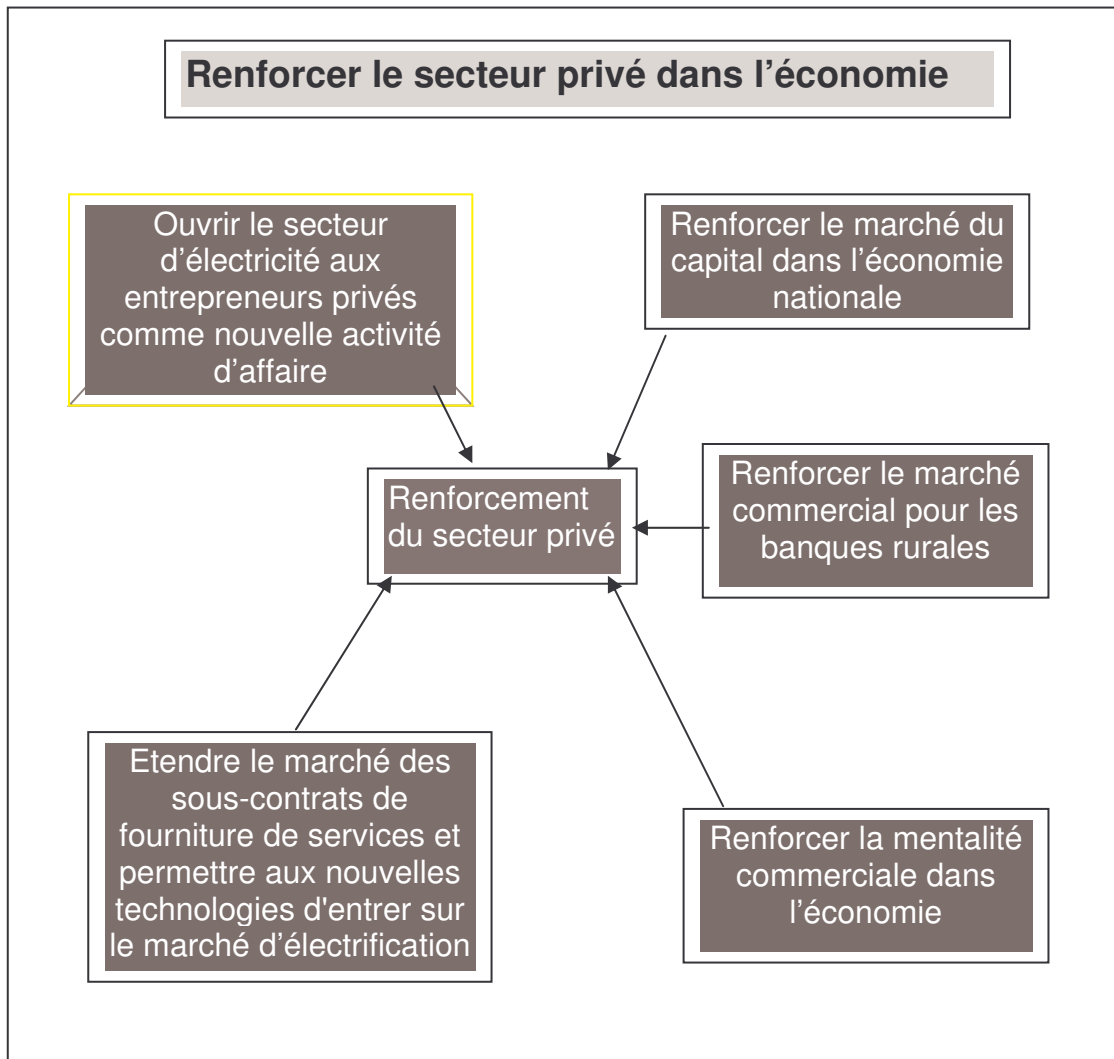 Renforcer le secteur privé dans l’économie
Ouvrir le secteur
d’électricité aux
entrepreneurs privés
comme nouvelle activité
d’affaire
Renforcer le marché du
capital dans l’économie
nationale
Renforcement
du secteur privé
Renforcer le marché
commercial pour les
banques rurales
Etendre le marché des
sous-contrats de
fourniture de services et
permettre aux nouvelles
technologies d'entrer sur
le marché d’électrification
Renforcer la mentalité
commerciale dans
l’économie